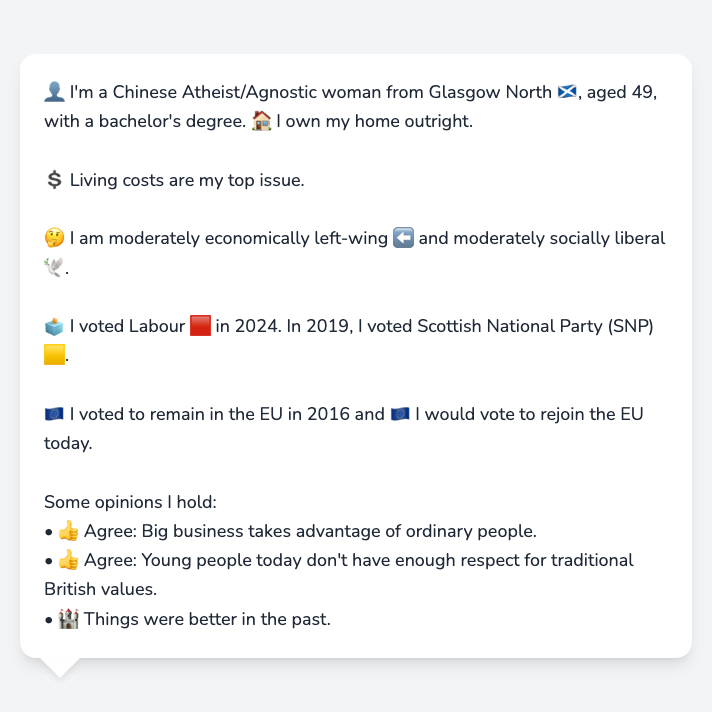 👤 I'm a Chinese Atheist/Agnostic woman from Glasgow North 🏴󠁧󠁢󠁳󠁣󠁴󠁿, aged 49,
with a bachelor's degree. 🏠 I own my home outright.
💲 Living costs are my top issue.
🤔 I am moderately economically left-wing ⬅️ and moderately socially liberal
🕊️.
🗳️ I voted Labour 🟥 in 2024. In 2019, I voted Scottish National Party (SNP)
🟨.
🇪🇺 I voted to remain in the EU in 2016 and 🇪🇺 I would vote to rejoin the EU
today.
Some opinions I hold:
• 👍 Agree: Big business takes advantage of ordinary people.
• 👍 Agree: Young people today don't have enough respect for traditional
British values.
• 🏰 Things were better in the past.